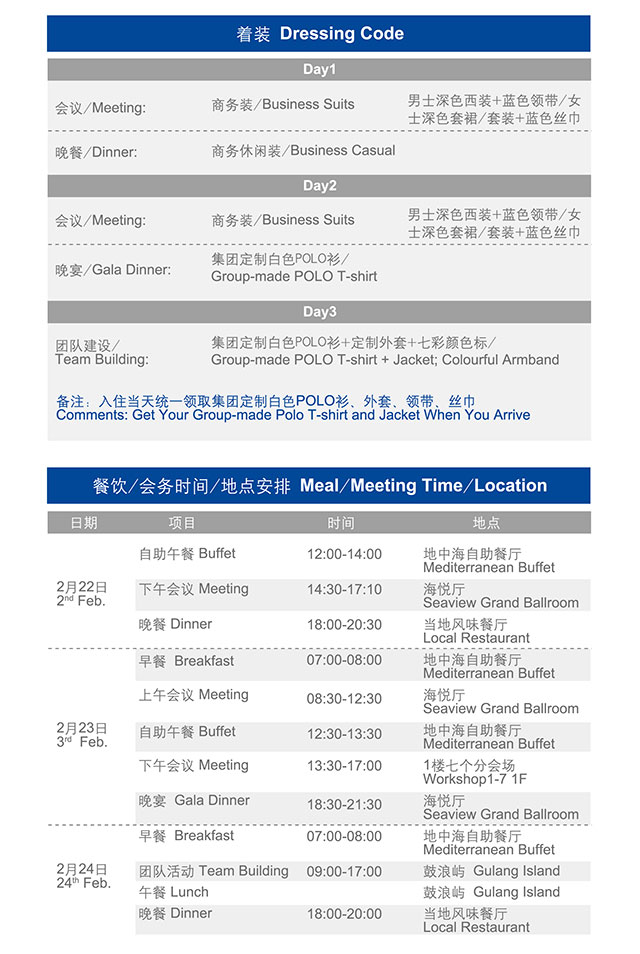 着装 Dressing Code
Day1
会议/Meeting:
商务装/Business Suits
男士深色西装+蓝色领带/女
士深色套裙/套装+蓝色丝巾
晚餐/Dinner:
商务休闲装/Business Casual
Day2
会议/Meeting:
商务装/Business Suits
男士深色西装+蓝色领带/女
士深色套裙/套装+蓝色丝巾
晚宴/Gala Dinner:
集团定制白色POLO衫/
Group-made POLO T-shirt
Day3
团队建设/
Team Building:
集团定制白色POLO衫+定制外套+七彩颜色标/
Group-made POLO T-shirt + Jacket; Colourful Armband
备注：入住当天统一领取集团定制白色POLO衫、外套、领带、丝巾
Comments: Get Your Group-made Polo T-shirt and Jacket When You Arrive
餐饮/会务时间/地点安排 Meal/Meeting Time/Location
日期 项目 时间 地点
2月22日
2nd Feb.
自助午餐 Buffet 12:00-14:00 地中海自助餐厅
Mediterranean Buffet
下午会议 Meeting 14:30-17:10 海悦厅
Seaview Grand Ballroom
晚餐 Dinner 18:00-20:30 当地风味餐厅
Local Restaurant
2月23日
3rd Feb.
早餐 Breakfast 07:00-08:00 地中海自助餐厅
Mediterranean Buffet
上午会议 Meeting 08:30-12:30 海悦厅
Seaview Grand Ballroom
自助午餐 Buffet 12:30-13:30 地中海自助餐厅
Mediterranean Buffet
下午会议 Meeting 13:30-17:00 1楼七个分会场
Workshop1-7 1F
晚宴 Gala Dinner 18:30-21:30 海悦厅
Seaview Grand Ballroom
2月24日
24th Feb.
早餐 Breakfast 07:00-08:00 地中海自助餐厅
Mediterranean Buffet
团队活动 Team Building 09:00-17:00 鼓浪屿 Gulang Island
午餐 Lunch 鼓浪屿 Gulang Island
晚餐 Dinner 18:00-20:00 当地风味餐厅
Local Restaurant